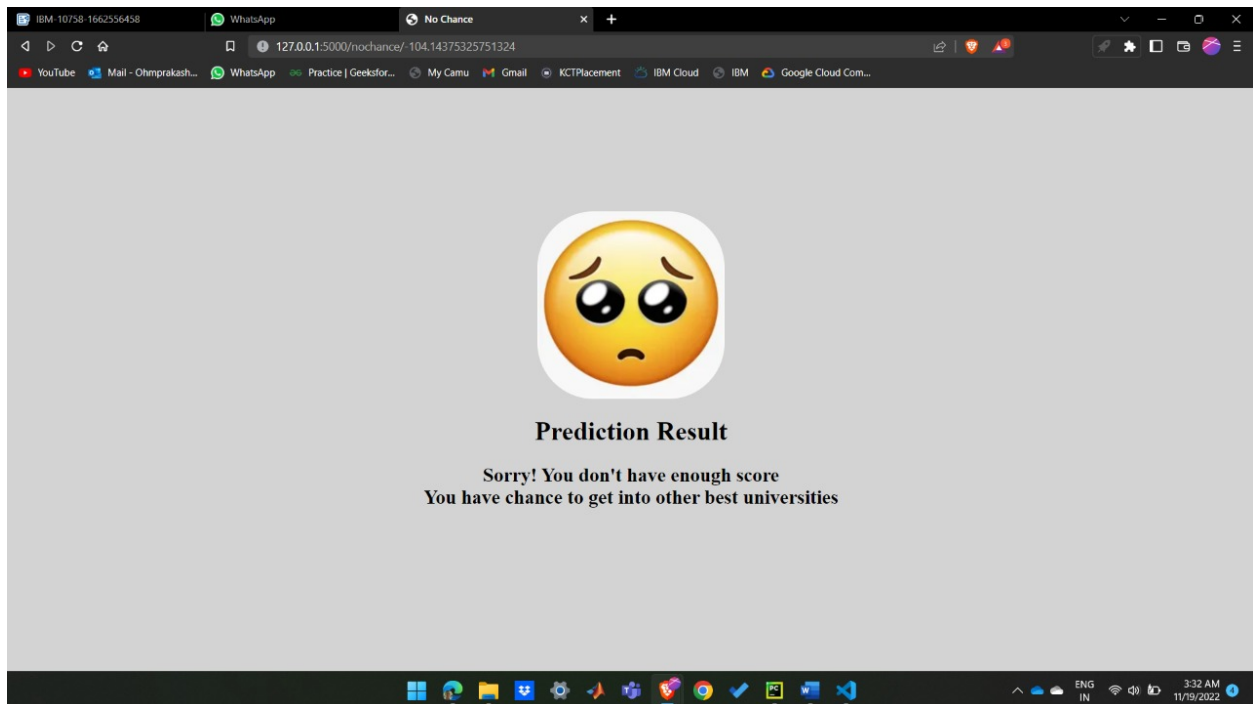 IBM-10758-1662556458
WhatsApp
No Chance
127.0.0.1:5000/nochance/-104.14375325751324
YouTube
Mail - Ohmprakash...
WhatsApp
Practice | Geeksfor...
My Camu
Gmail
KCTPlacement
IBM Cloud
IBM
Google Cloud Com...
Prediction Result
Sorry! You don't have enough score
You have chance to get into other best universities
ENG
IN
3:32 AM
11/19/2022
4